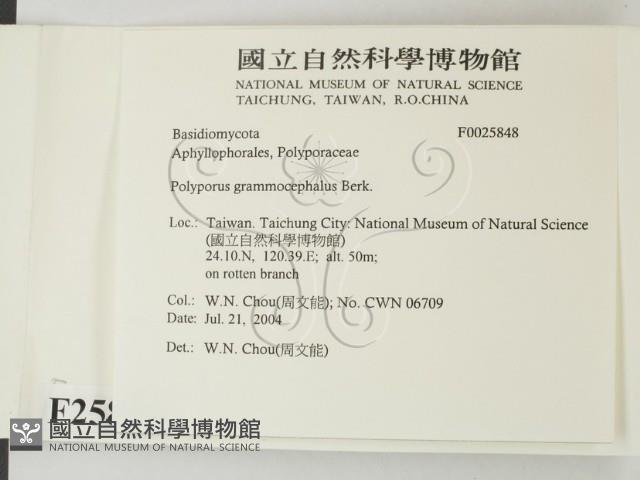 國立自然科學博物館
NATIONAL MUSEUM OF NATURAL SCIENCE
TAICHUNG, TAIWAN, R.O.CHINA
Basidiomycota F0025848
Aphyllophorales, Polyporaceae
Polyporus grammocephalus Berk.
Loc.: Taiwan. Taichung City: National Museum of Natural Science
(國立自然科學博物館)
24.10.N, 120.39.E; alt. 50m;
on rotten branch
Col.: W.N. Chou(周文能); No. CWN 06709
Date: Jul. 21, 2004
Det.: W.N. Chou(周文能)
國立自然科學博物館
NATIONAL MUSEUM OF NATURAL SCIENCE